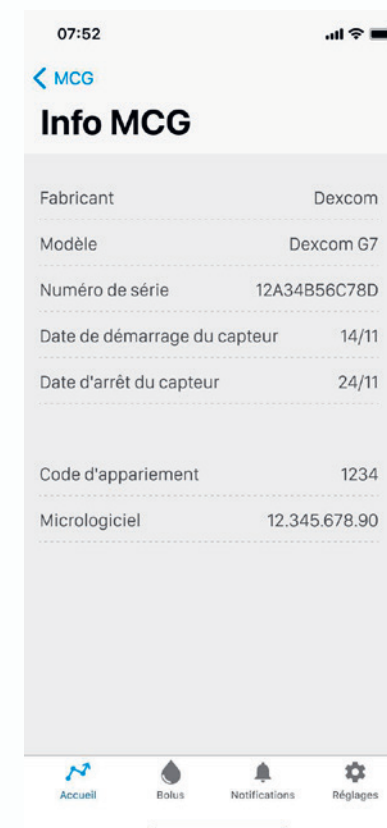 07:52
MCG
Info MCG
Fabricant Dexcom
Modèle Dexcom G7
Numéro de série 12A34B56C78D
Date de démarrage du capteur 14/11
Date d'arrêt du capteur 24/11
Code d'appariement 1234
Micrologiciel 12.345.678.90
Accueil Bolus Notifications Réglages